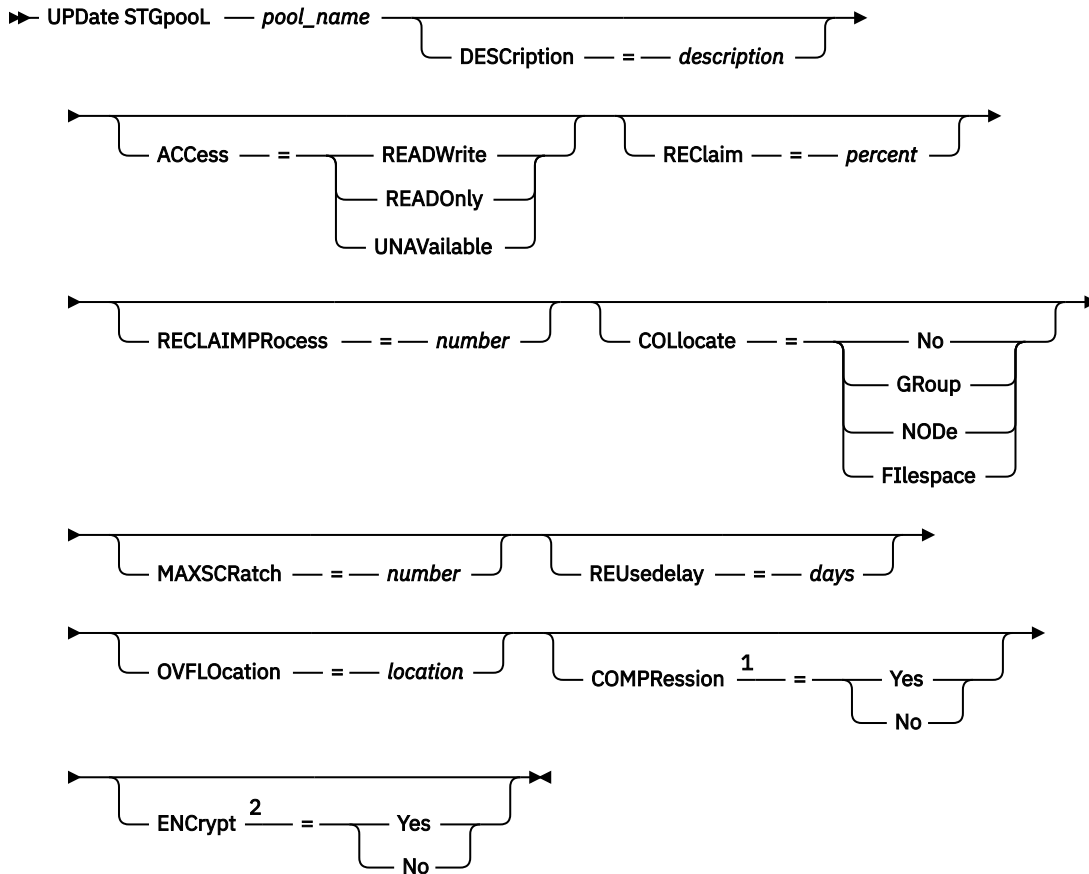 UPDate STGpooL pool_name
DESCription = description
ACCess = READWrite
READOnly
UNAVailable
REClaim = percent
RECLAIMPRocess = number
COLlocate = No
GRoup
NODe
FIlespace
MAXSCRatch = number
REUsedelay = days
OVFLOcation = location
COMPRession 1 = Yes
No
ENCrypt 2 = Yes
No